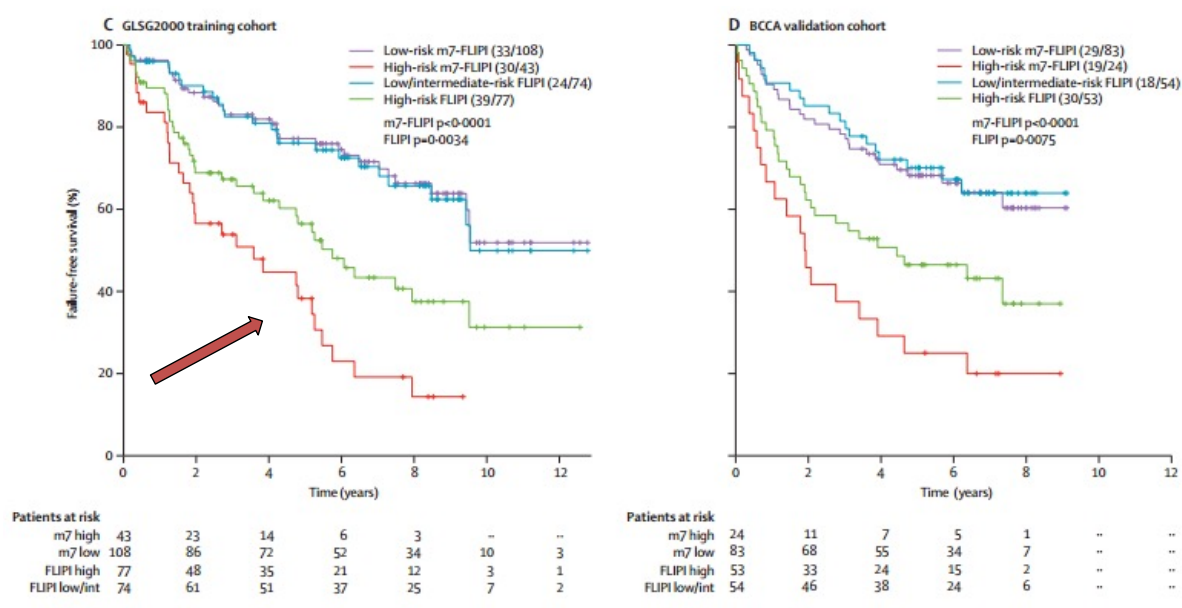 C GLSG2000 training cohort
Low-risk m7-FLIPI (33/108)
High-risk m7-FLIPI (30/43)
Low/intermediate-risk FLIPI (24/74)
High-risk FLIPI (39/77)
m7-FLIPI p<0·0001
FLIPI p=0·0034
Failure-free survival (%)
100
80
60
40
20
0
0 2 4 6 8 10 12
Time (years)
Patients at risk
m7 high 43 23 14 6 3 ·· ··
m7 low 108 86 72 52 34 10 3
FLIPI high 77 48 35 21 12 3 1
FLIPI low/int 74 61 51 37 25 7 2
D BCCA validation cohort
Low-risk m7-FLIPI (29/83)
High-risk m7-FLIPI (19/24)
Low/intermediate-risk FLIPI (18/54)
High-risk FLIPI (30/53)
m7-FLIPI p<0·0001
FLIPI p=0·0075
0 2 4 6 8 10 12
Time (years)
Patients at risk
m7 high 24 11 7 5 1 ·· ··
m7 low 83 68 55 34 7 ·· ··
FLIPI high 53 33 24 15 2 ·· ··
FLIPI low/int 54 46 38 24 6 ·· ··